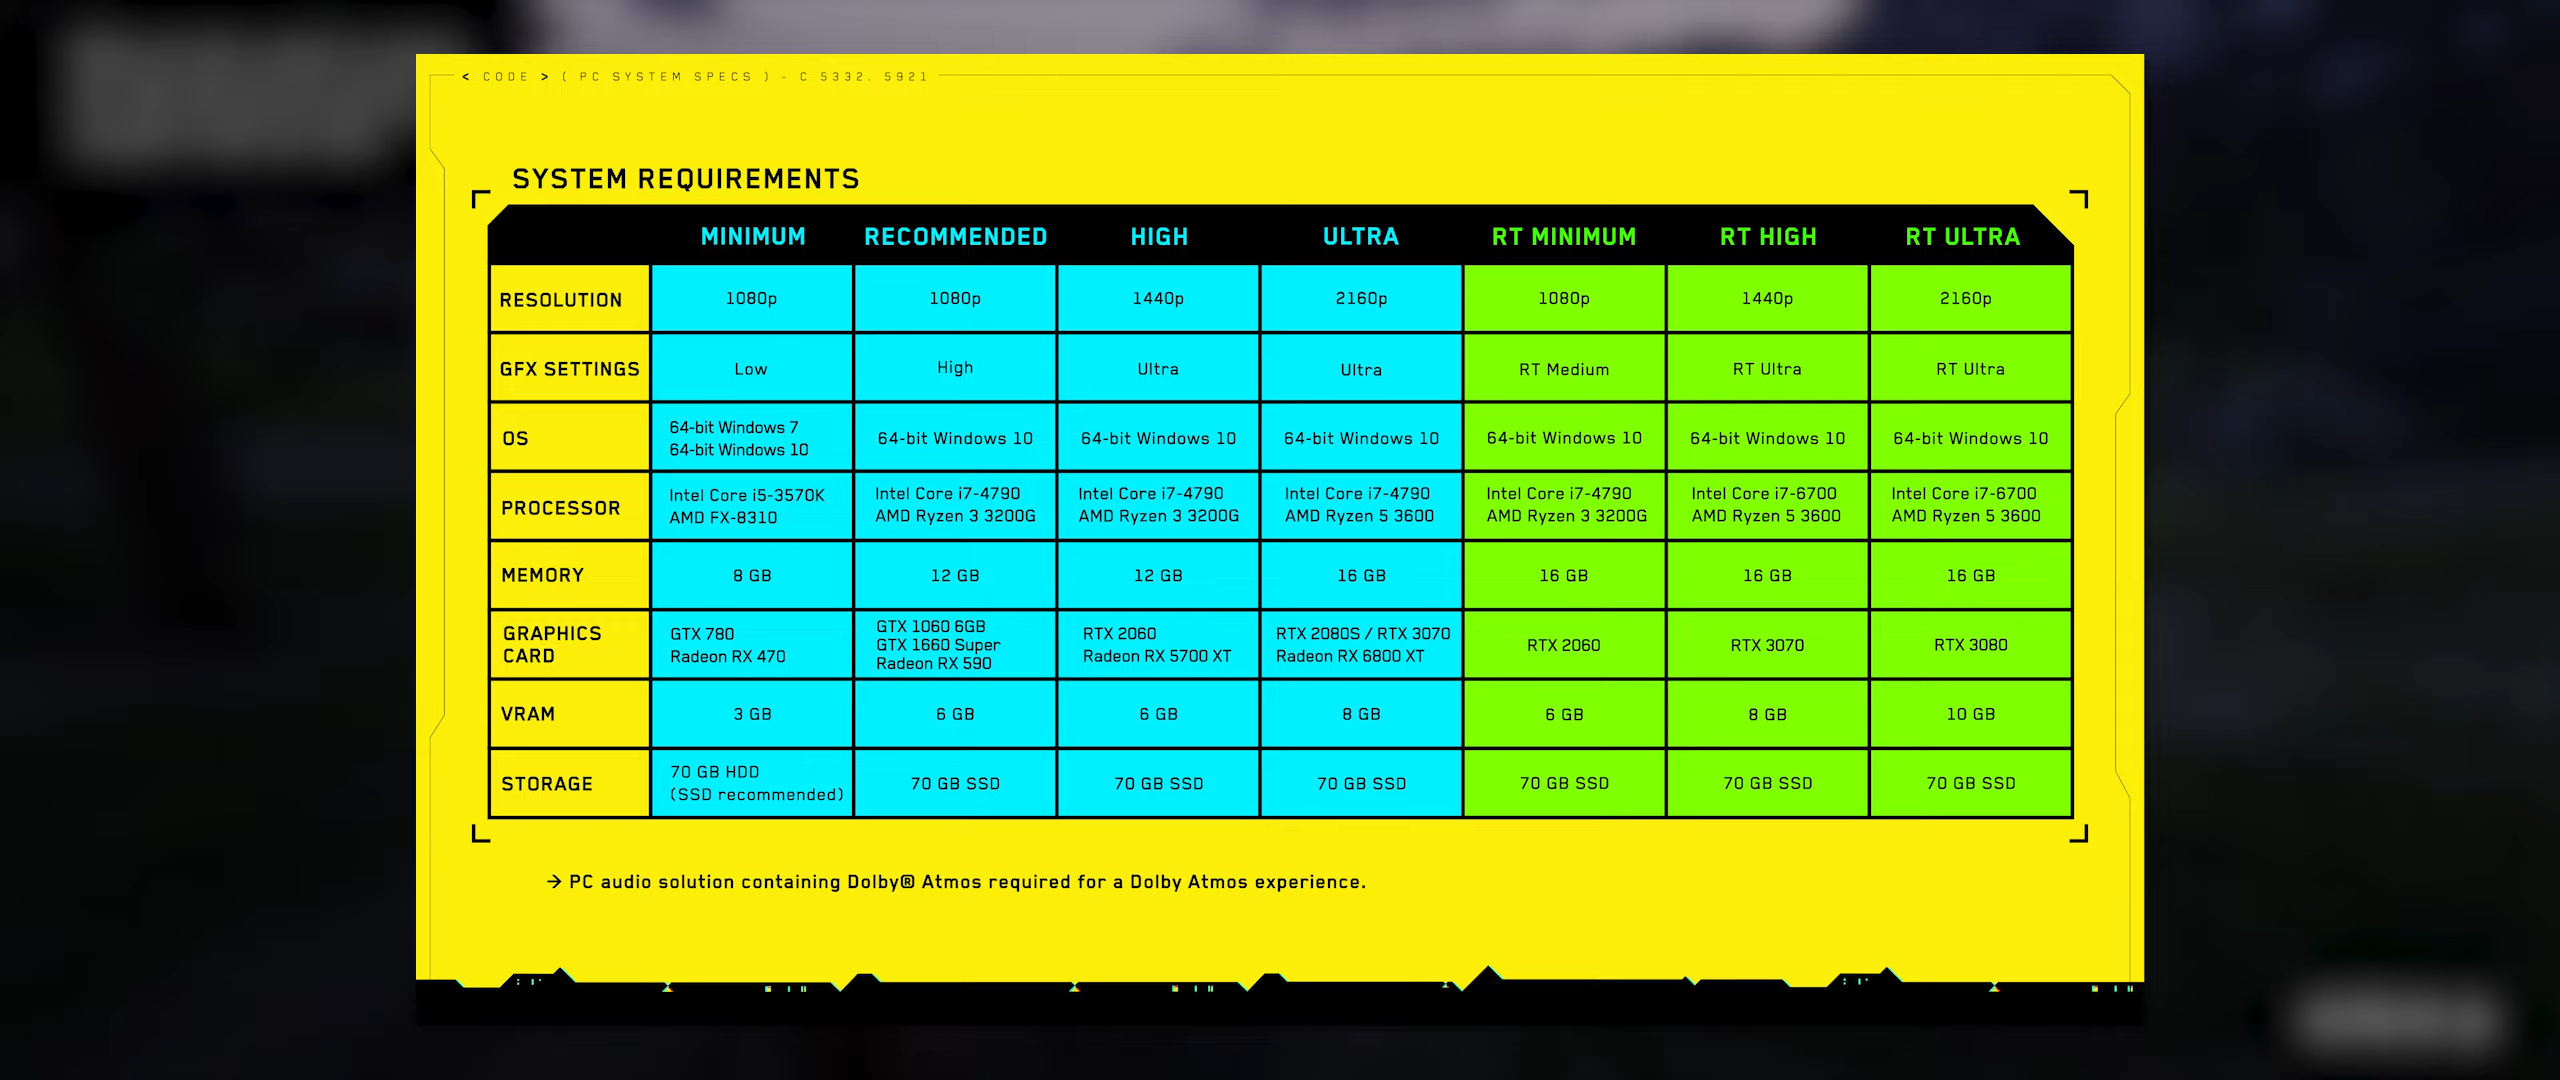 < CODE > ( PC SYSTEM SPECS ) - C 5332. 5921
SYSTEM REQUIREMENTS
MINIMUM RECOMMENDED HIGH ULTRA RT MINIMUM RT HIGH RT ULTRA
RESOLUTION 1080p 1080p 1440p 2160p 1080p 1440p 2160p
GFX SETTINGS Low High Ultra Ultra RT Medium RT Ultra RT Ultra
OS
64-bit Windows 7
64-bit Windows 10
64-bit Windows 10
64-bit Windows 10
64-bit Windows 10
64-bit Windows 10
64-bit Windows 10
64-bit Windows 10
PROCESSOR
Intel Core i5-3570K
AMD FX-8310
Intel Core i7-4790
AMD Ryzen 3 3200G
Intel Core i7-4790
AMD Ryzen 3 3200G
Intel Core i7-4790
AMD Ryzen 5 3600
Intel Core i7-4790
AMD Ryzen 3 3200G
Intel Core i7-6700
AMD Ryzen 5 3600
Intel Core i7-6700
AMD Ryzen 5 3600
MEMORY 8 GB 12 GB 12 GB 16 GB 16 GB 16 GB 16 GB
GRAPHICS
CARD
GTX 780
Radeon RX 470
GTX 1060 6GB
GTX 1660 Super
Radeon RX 590
RTX 2060
Radeon RX 5700 XT
RTX 2080S / RTX 3070
Radeon RX 6800 XT
RTX 2060
RTX 3070
RTX 3080
VRAM 3 GB 6 GB 6 GB 8 GB 6 GB 8 GB 10 GB
STORAGE
70 GB HDD
(SSD recommended)
70 GB SSD
70 GB SSD
70 GB SSD
70 GB SSD
70 GB SSD
70 GB SSD
→ PC audio solution containing Dolby® Atmos required for a Dolby Atmos experience.